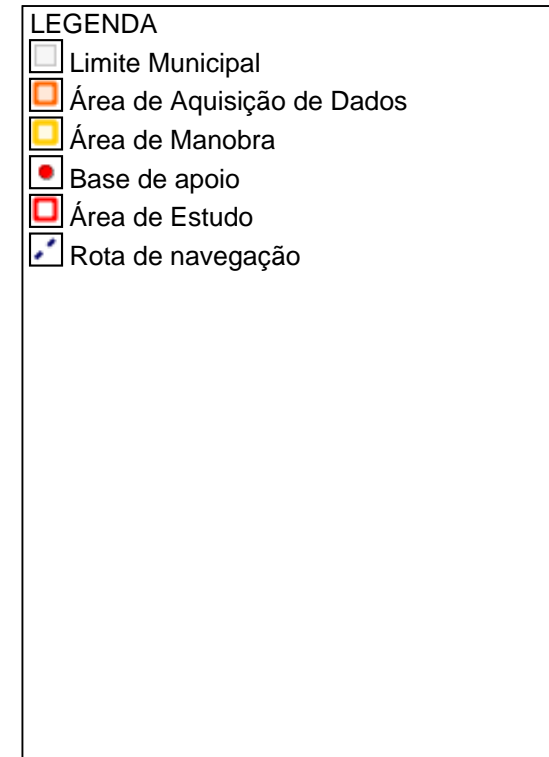 LEGENDA
Limite Municipal
Área de Aquisição de Dados
Área de Manobra
Base de apoio
Área de Estudo
Rota de navegação